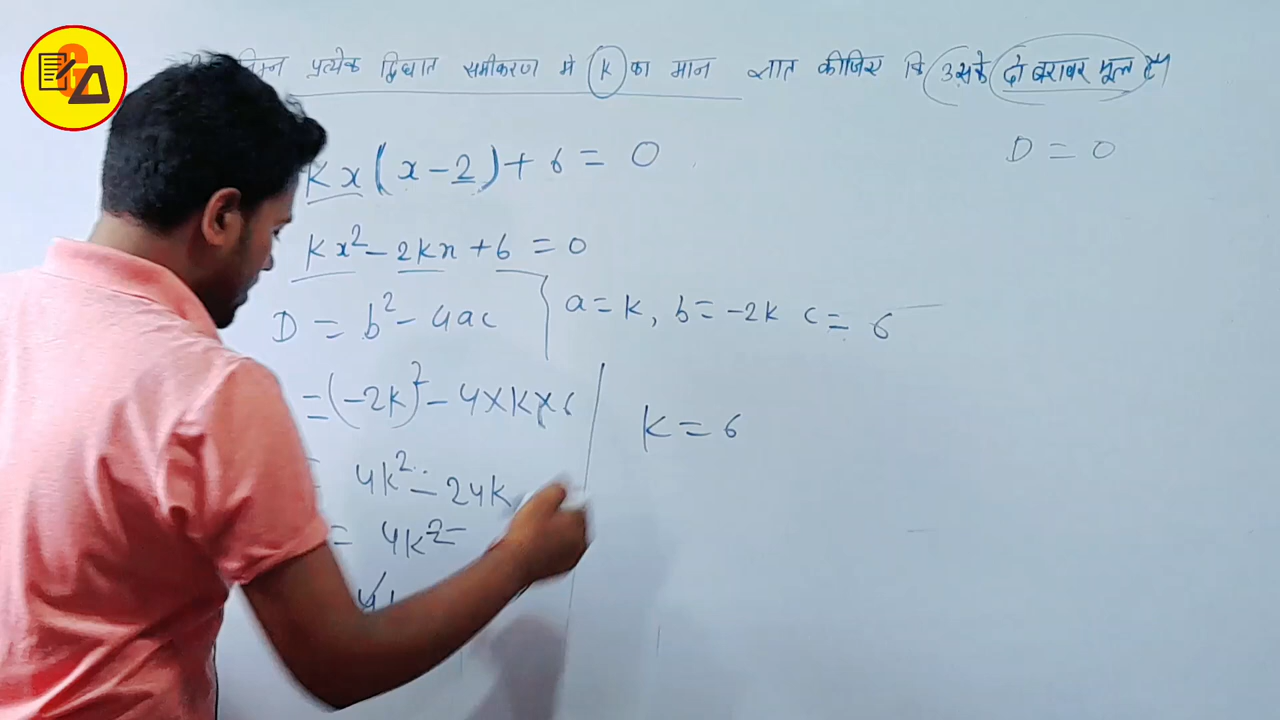 प्रत्येक द्विघात समीकरण मे K का मान ज्ञात कीजिए कि उसके दो बराबर मूल है।
Kx(x-2)+6=0
D=0
Kx²-2Kx+6=0
D=b²-4ac
a=K, b=-2K c=6
=(-2K)²-4×K×6
K=6
4K²-24K
= 4K²-